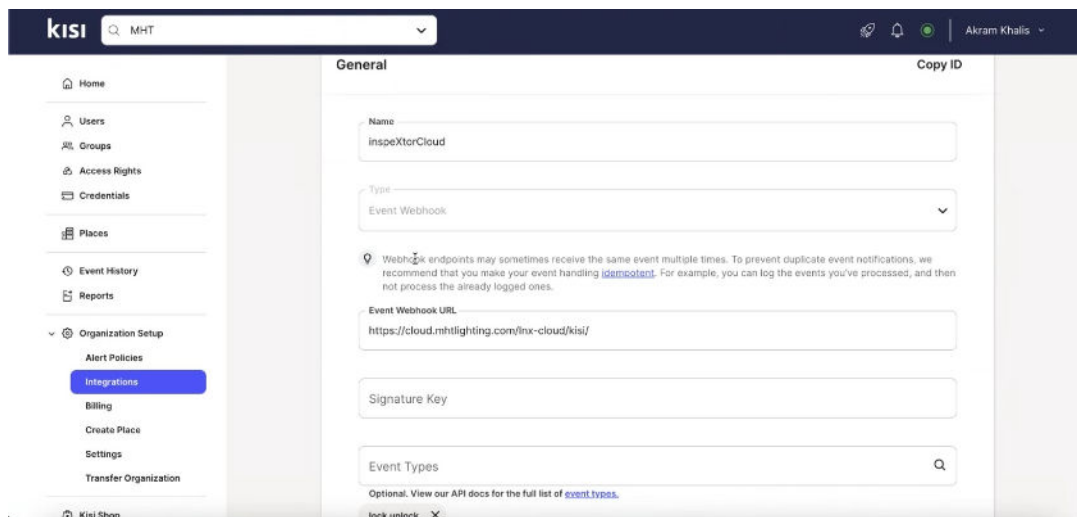 kısı
MHT
Akram Khalis
Home
Users
Groups
Access Rights
Credentials
Places
Event History
Reports
Organization Setup
Alert Policies
Integrations
Billing
Create Place
Settings
Transfer Organization
Kisi Shop
General
Copy ID
Name
inspeXtorCloud
Type
Event Webhook
Webhook endpoints may sometimes receive the same event multiple times. To prevent duplicate event notifications, we
recommend that you make your event handling idempotent. For example, you can log the events you've processed, and then
not process the already logged ones.
Event Webhook URL
https://cloud.mhtlighting.com/lnx-cloud/kisi/
Signature Key
Event Types
Optional. View our API docs for the full list of event types.
lock unlock